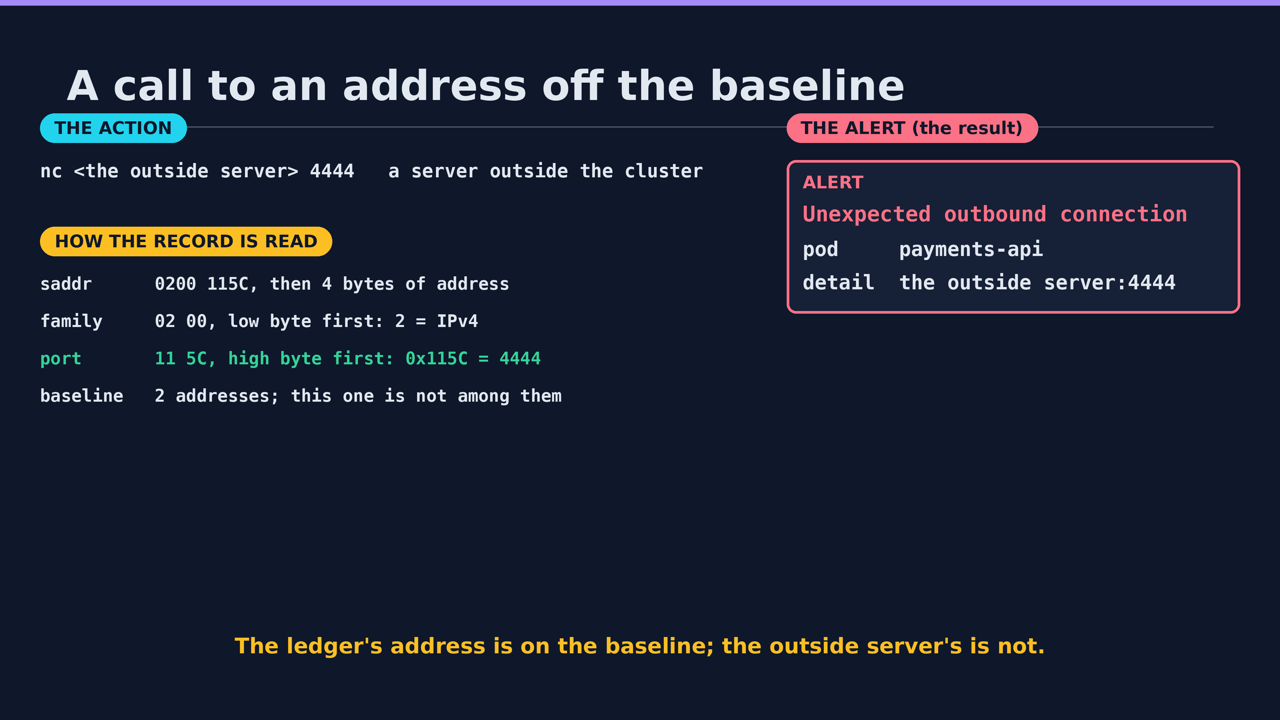 A call to an address off the baseline
THE ACTION
nc <the outside server> 4444   a server outside the cluster
HOW THE RECORD IS READ
saddr      0200 115C, then 4 bytes of address
family     02 00, low byte first: 2 = IPv4
port       11 5C, high byte first: 0x115C = 4444
baseline   2 addresses; this one is not among them
THE ALERT (the result)
ALERT
Unexpected outbound connection
pod     payments-api
detail  the outside server:4444
The ledger's address is on the baseline; the outside server's is not.